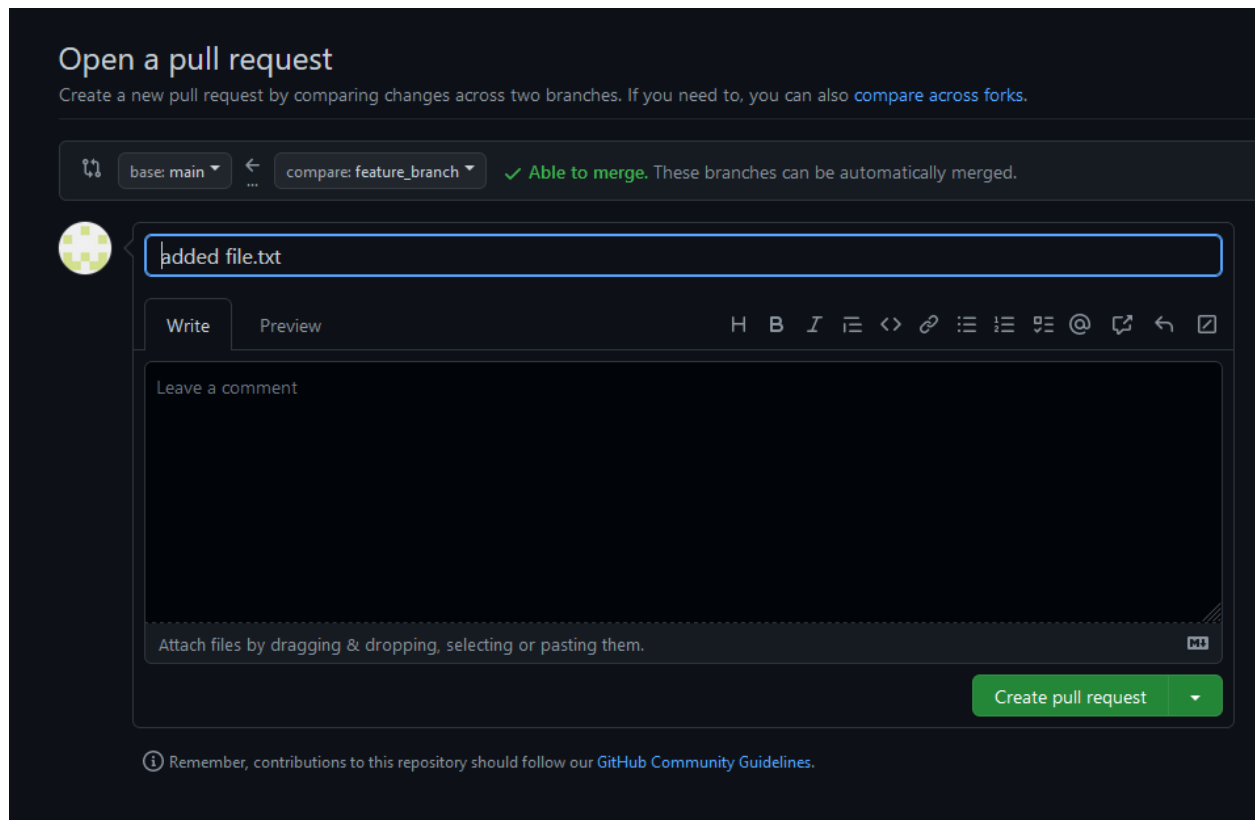 Open a pull request
Create a new pull request by comparing changes across two branches. If you need to, you can also compare across forks.
base: main compare: feature_branch Able to merge. These branches can be automatically merged.
added file.txt
Write Preview H B I @
Leave a comment
Attach files by dragging & dropping, selecting or pasting them. M
Create pull request
Remember, contributions to this repository should follow our GitHub Community Guidelines.